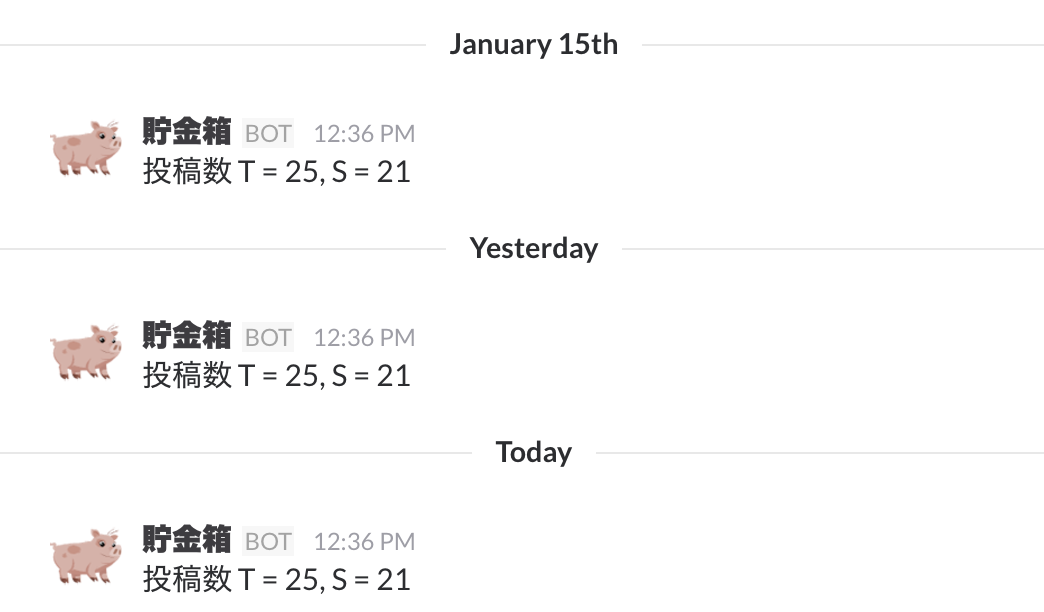 January 15th
貯金箱 BOT 12:36 PM
投稿数 T = 25, S = 21
Yesterday
貯金箱 BOT 12:36 PM
投稿数 T = 25, S = 21
Today
貯金箱 BOT 12:36 PM
投稿数 T = 25, S = 21